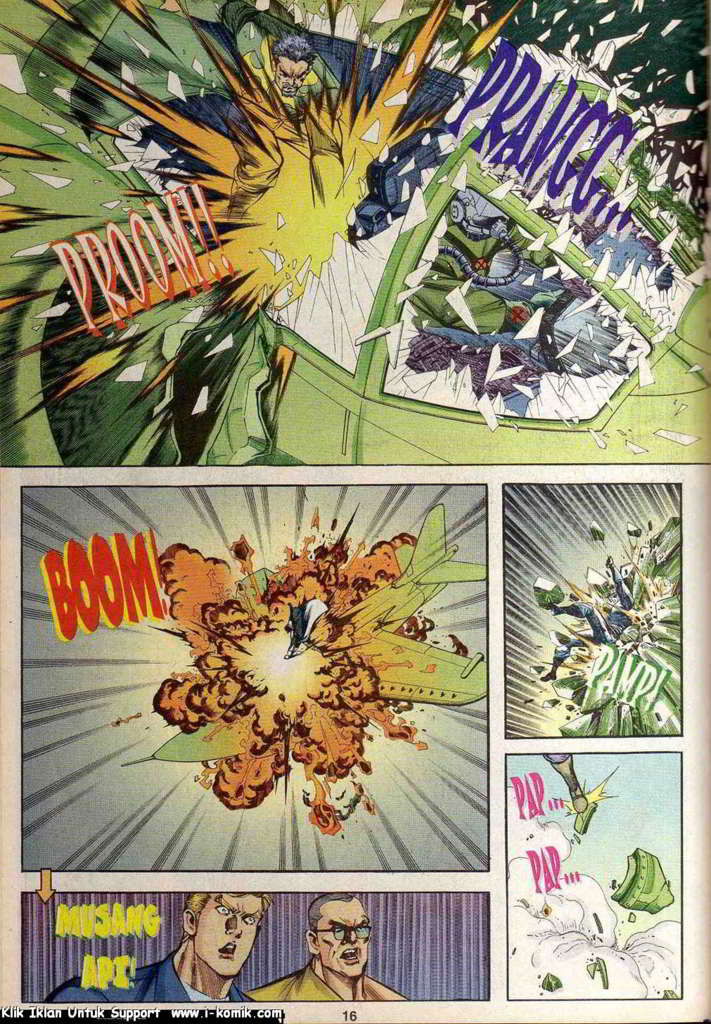 PRANGG...
PROOM!!
BOOM!
PAMP!
PAP...
PAP...
MUSANG
API!
16
Klik Iklan Untuk Support www.i-komik.com